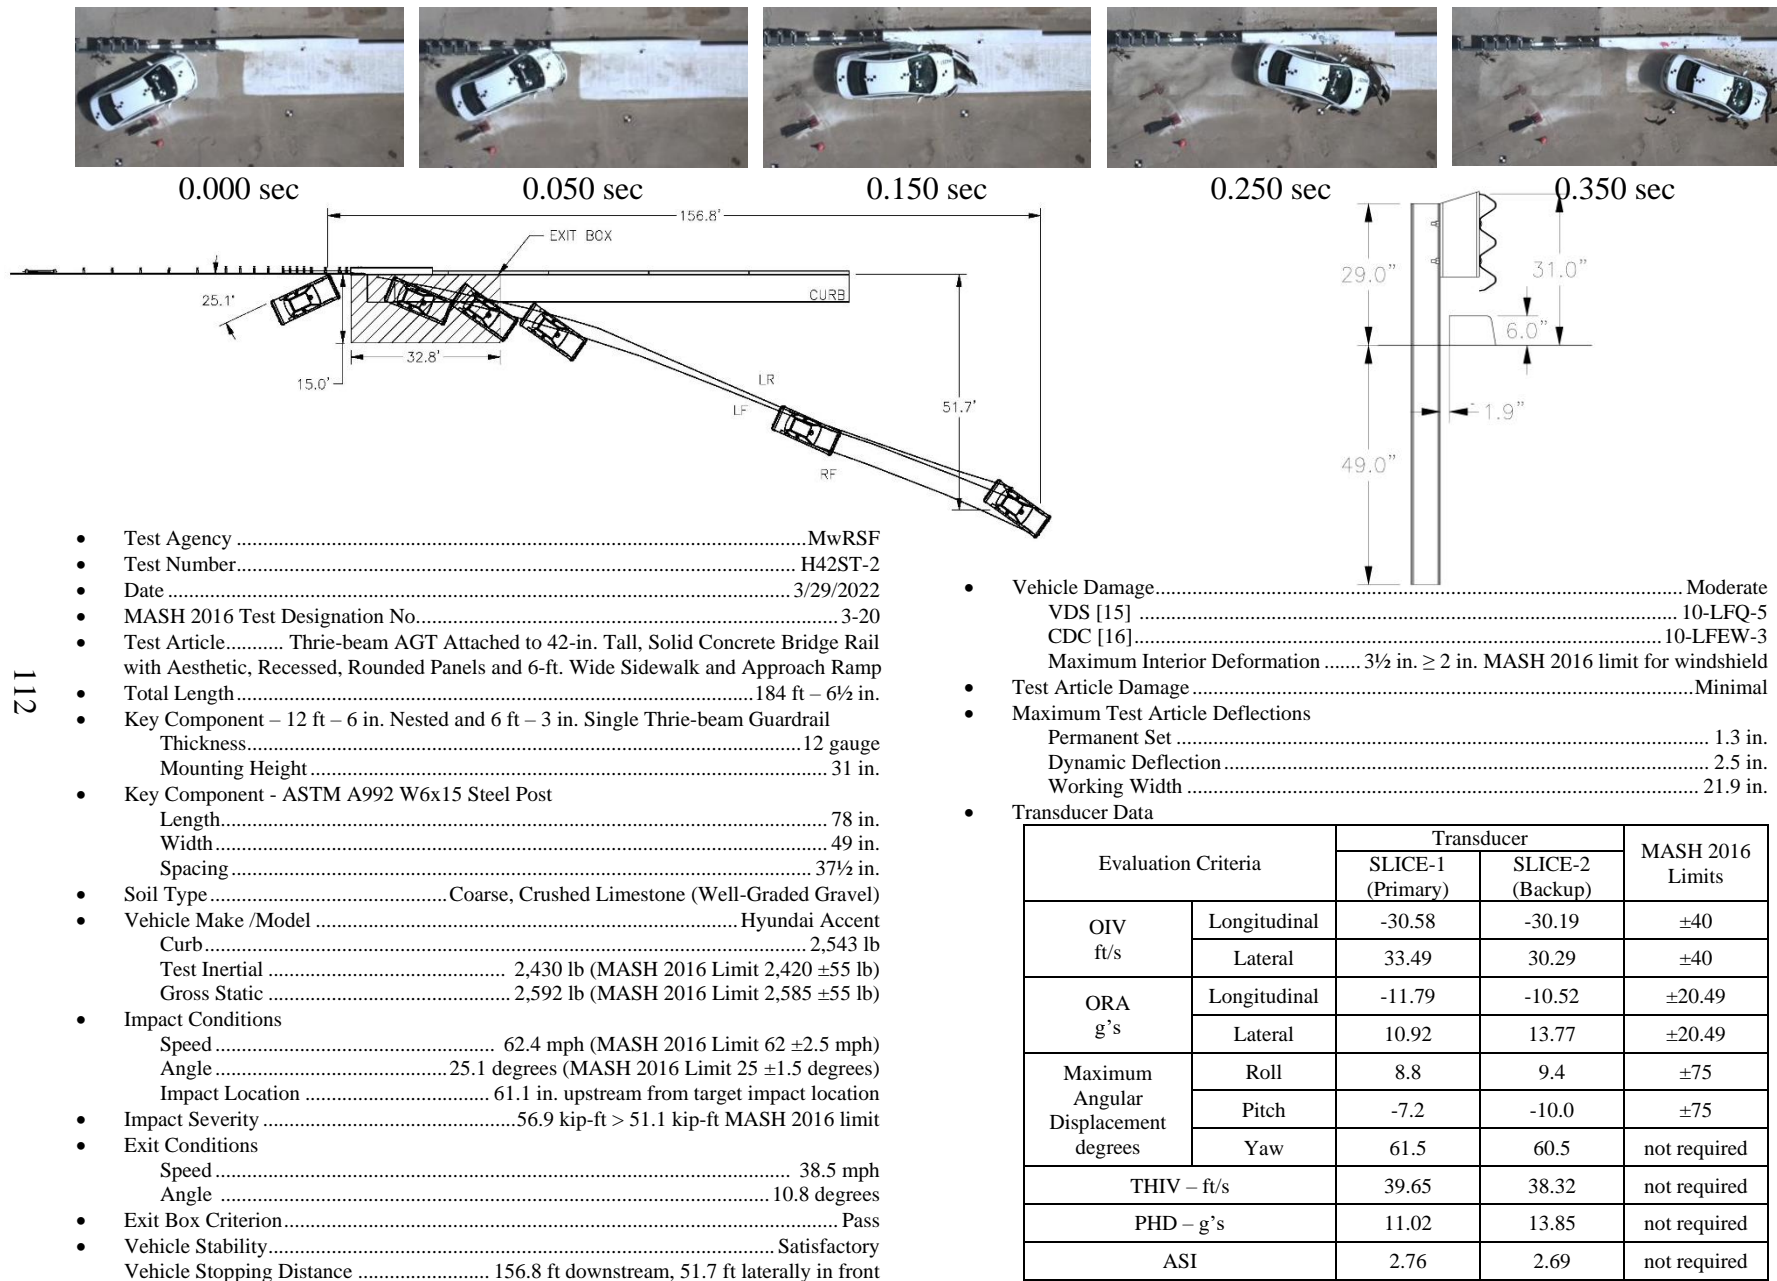 0.000 sec
0.050 sec
0.150 sec
0.250 sec
0.350 sec
156.8'
EXIT BOX
25.1'
CURB
32.8'
15.0'
LR
LF
RF
51.7'
29.0"
31.0"
6.0"
1.9"
49.0"
112
• Test Agency ........ MwRSF
• Test Number........ H42ST-2
• Date ........ 3/29/2022
• MASH 2016 Test Designation No........ 3-20
• Test Article........... Thrie-beam AGT Attached to 42-in. Tall, Solid Concrete Bridge Rail
with Aesthetic, Recessed, Rounded Panels and 6-ft. Wide Sidewalk and Approach Ramp
• Total Length ........ 184 ft – 6½ in.
• Key Component – 12 ft – 6 in. Nested and 6 ft – 3 in. Single Thrie-beam Guardrail
Thickness........ 12 gauge
Mounting Height ........ 31 in.
• Key Component - ASTM A992 W6x15 Steel Post
Length........ 78 in.
Width........ 49 in.
Spacing........ 37½ in.
• Soil Type ........ Coarse, Crushed Limestone (Well-Graded Gravel)
• Vehicle Make /Model ........ Hyundai Accent
Curb........ 2,543 lb
Test Inertial ........ 2,430 lb (MASH 2016 Limit 2,420 ±55 lb)
Gross Static ........ 2,592 lb (MASH 2016 Limit 2,585 ±55 lb)
• Impact Conditions
Speed ........ 62.4 mph (MASH 2016 Limit 62 ±2.5 mph)
Angle ........ 25.1 degrees (MASH 2016 Limit 25 ±1.5 degrees)
Impact Location ........ 61.1 in. upstream from target impact location
• Impact Severity ........ 56.9 kip-ft > 51.1 kip-ft MASH 2016 limit
• Exit Conditions
Speed ........ 38.5 mph
Angle ........ 10.8 degrees
• Exit Box Criterion ........ Pass
• Vehicle Stability........ Satisfactory
Vehicle Stopping Distance ........ 156.8 ft downstream, 51.7 ft laterally in front
• Vehicle Damage........ Moderate
VDS [15] ........ 10-LFQ-5
CDC [16]........ 10-LFEW-3
Maximum Interior Deformation ....... 3½ in. ≥ 2 in. MASH 2016 limit for windshield
• Test Article Damage ........ Minimal
• Maximum Test Article Deflections
Permanent Set ........ 1.3 in.
Dynamic Deflection ........ 2.5 in.
Working Width ........ 21.9 in.
• Transducer Data
Evaluation Criteria Transducer MASH 2016 Limits
SLICE-1 (Primary) SLICE-2 (Backup)
OIV ft/s Longitudinal -30.58 -30.19 ±40
Lateral 33.49 30.29 ±40
ORA g's Longitudinal -11.79 -10.52 ±20.49
Lateral 10.92 13.77 ±20.49
Maximum Angular Displacement degrees Roll 8.8 9.4 ±75
Pitch -7.2 -10.0 ±75
Yaw 61.5 60.5 not required
THIV – ft/s 39.65 38.32 not required
PHD – g's 11.02 13.85 not required
ASI 2.76 2.69 not required